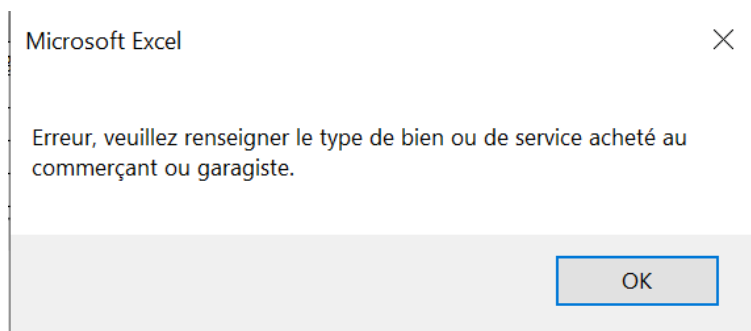 Microsoft Excel
Erreur, veuillez renseigner le type de bien ou de service acheté au
commerçant ou garagiste.
OK